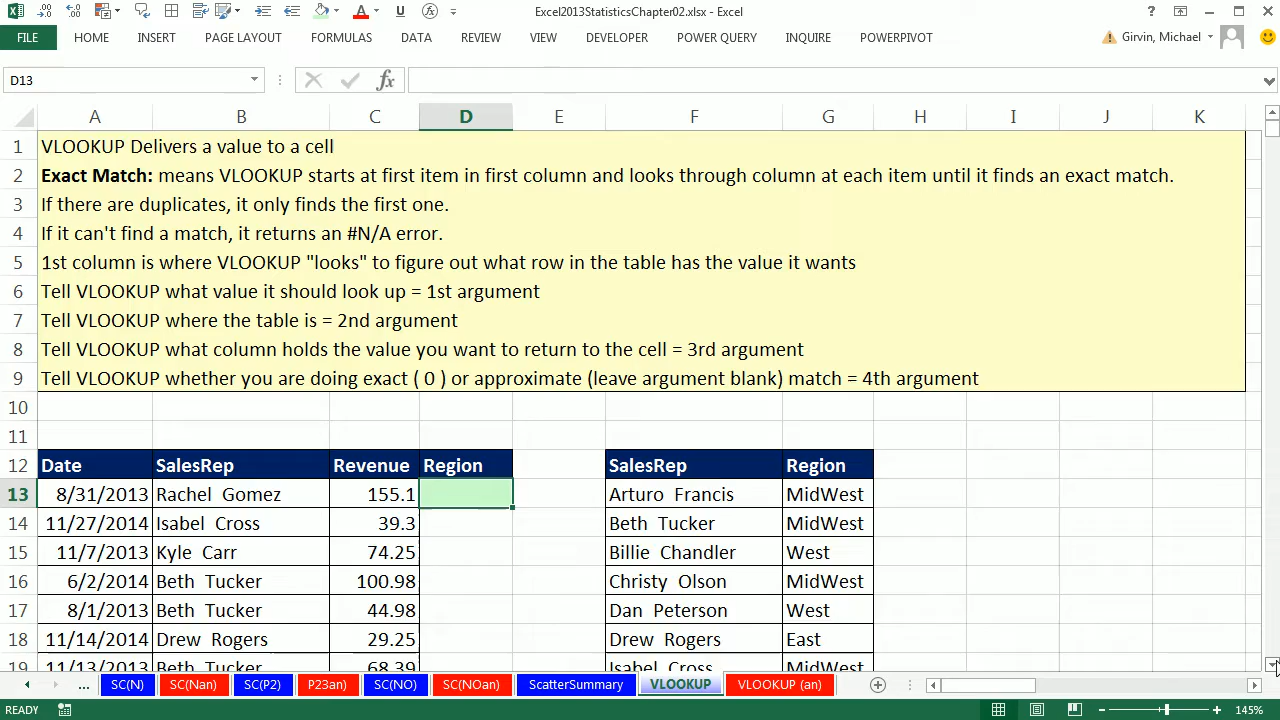 Excel2013StatisticsChapter02.xlsx - Excel
FILE HOME INSERT PAGE LAYOUT FORMULAS DATA REVIEW VIEW DEVELOPER POWER QUERY INQUIRE POWERPIVOT Girvin, Michael
D13 fx
A B C D E F G H I J K
1 VLOOKUP Delivers a value to a cell
2 Exact Match: means VLOOKUP starts at first item in first column and looks through column at each item until it finds an exact match.
3 If there are duplicates, it only finds the first one.
4 If it can't find a match, it returns an #N/A error.
5 1st column is where VLOOKUP "looks" to figure out what row in the table has the value it wants
6 Tell VLOOKUP what value it should look up = 1st argument
7 Tell VLOOKUP where the table is = 2nd argument
8 Tell VLOOKUP what column holds the value you want to return to the cell = 3rd argument
9 Tell VLOOKUP whether you are doing exact ( 0 ) or approximate (leave argument blank) match = 4th argument
10
11
12 Date SalesRep Revenue Region SalesRep Region
13 8/31/2013 Rachel Gomez 155.1 Arturo Francis MidWest
14 11/27/2014 Isabel Cross 39.3 Beth Tucker MidWest
15 11/7/2013 Kyle Carr 74.25 Billie Chandler West
16 6/2/2014 Beth Tucker 100.98 Christy Olson MidWest
17 8/1/2013 Beth Tucker 44.98 Dan Peterson West
18 11/14/2014 Drew Rogers 29.25 Drew Rogers East
19 11/13/2013 Beth Tucker 68.39 Isabel Cross MidWest
... SC(N) SC(Nan) SC(P2) P23an) SC(NO) SC(NOan) ScatterSummary VLOOKUP VLOOKUP (an)
READY 145%